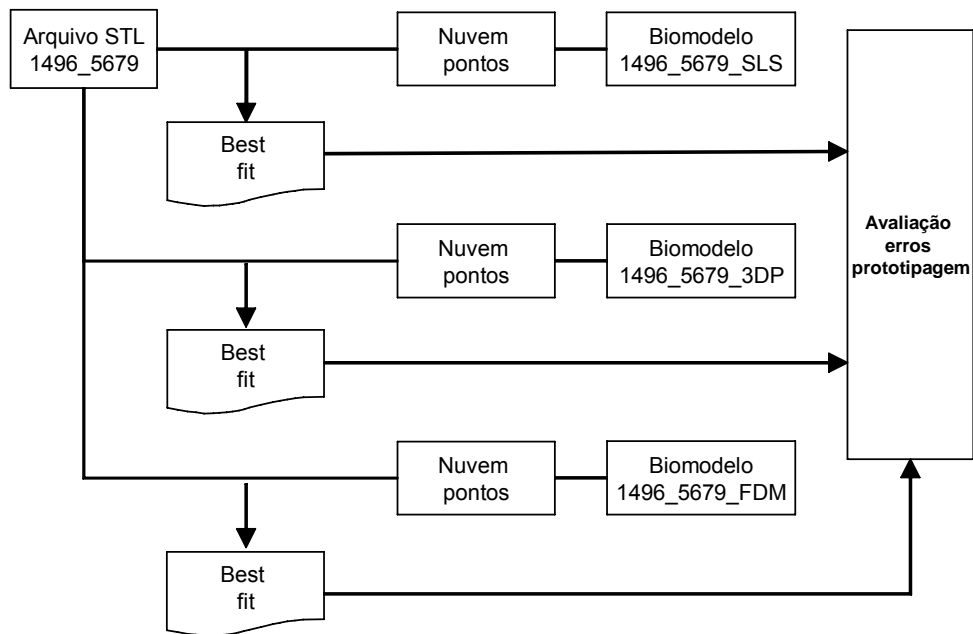 Arquivo STL
1496_5679
Nuvem
pontos
Biomodelo
1496_5679_SLS
Best
fit
Nuvem
pontos
Biomodelo
1496_5679_3DP
Best
fit
Nuvem
pontos
Biomodelo
1496_5679_FDM
Best
fit
Avaliação
erros
prototipagem